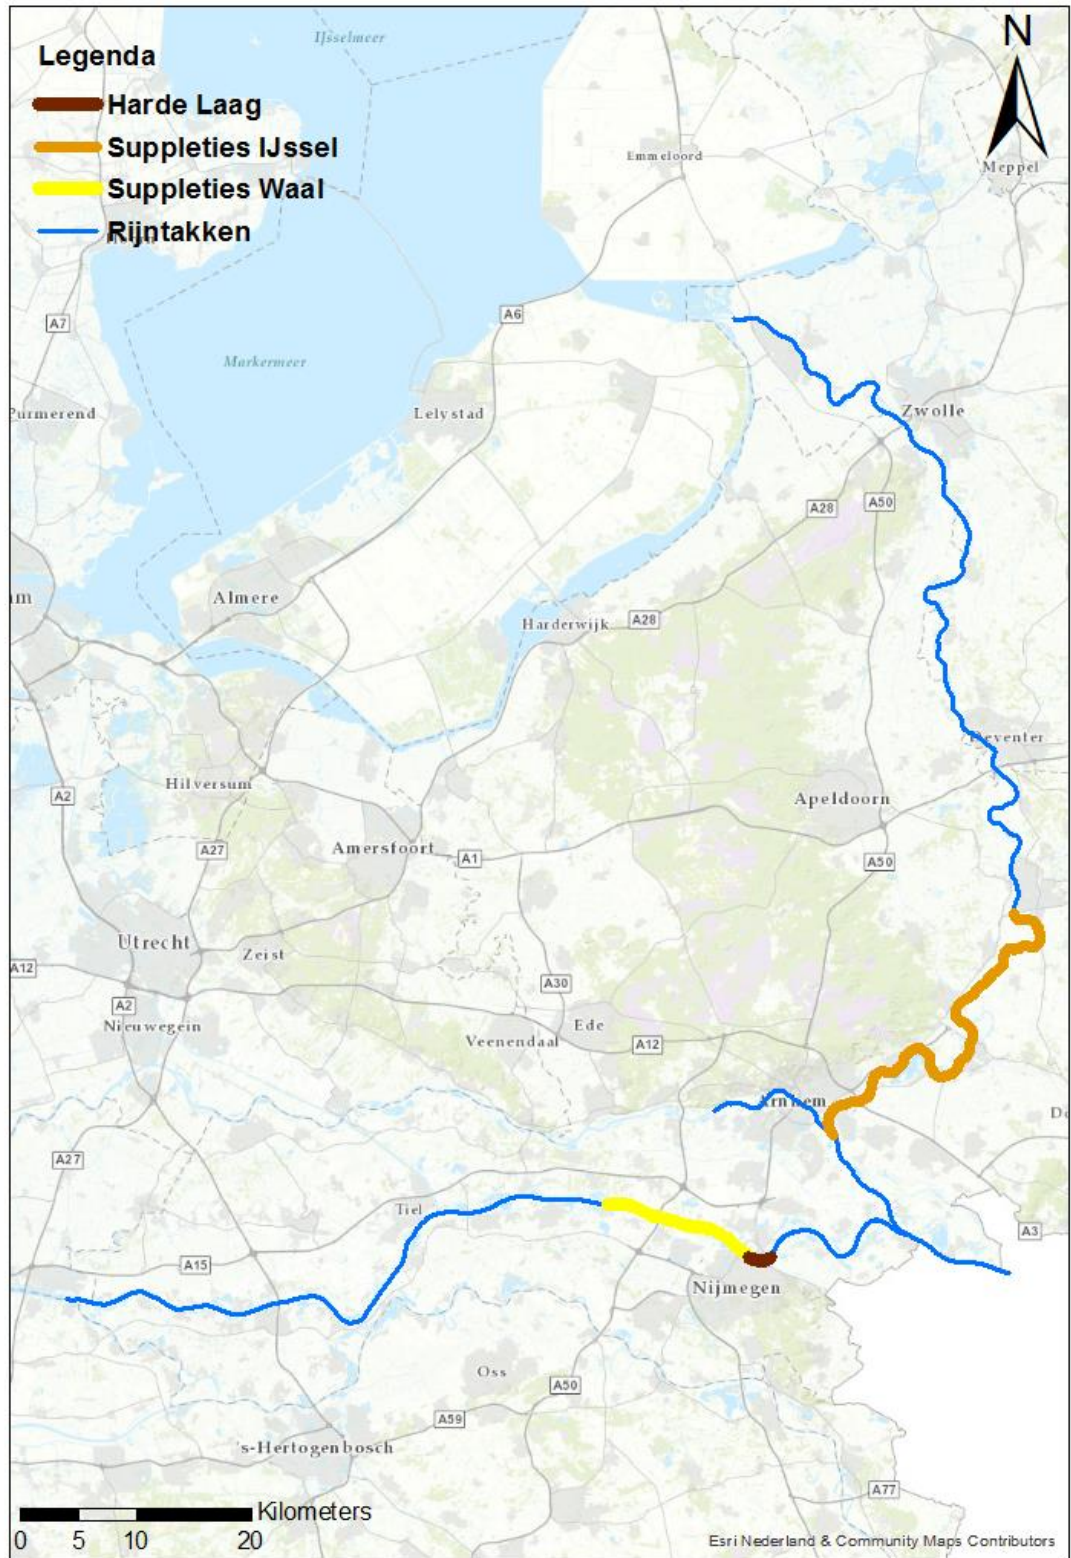 IJsselmeer
N
Legenda
Harde Laag
Suppleties IJssel
Suppleties Waal
Rijntakken
Emmeloord
Meppel
A7
A6
Markermeer
Purmerend
Lelystad
Zwolle
A28
A50
Almere
Harderwijk
A28
Deventer
A2
Hilversum
Apeldoorn
A27
Amersfoort
A1
A50
Utrecht
Zeist
A12
A30
A2
Nieuwegein
Ede
Veenendaal
A12
Arnhem
A27
Tiel
A3
A15
Nijmegen
Oss
A50
A59
's-Hertogenbosch
A77
Kilometers
0 5 10 20
Esri Nederland & Community Maps Contributors